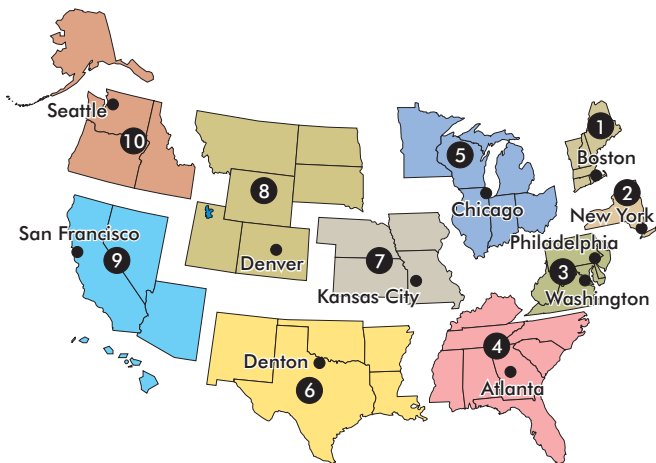 1
Seattle
10
5
Boston
2
8
Chicago
New York
San Francisco
Philadelphia
9
Denver
7
3
Kansas City
Washington
4
Denton
6
Atlanta